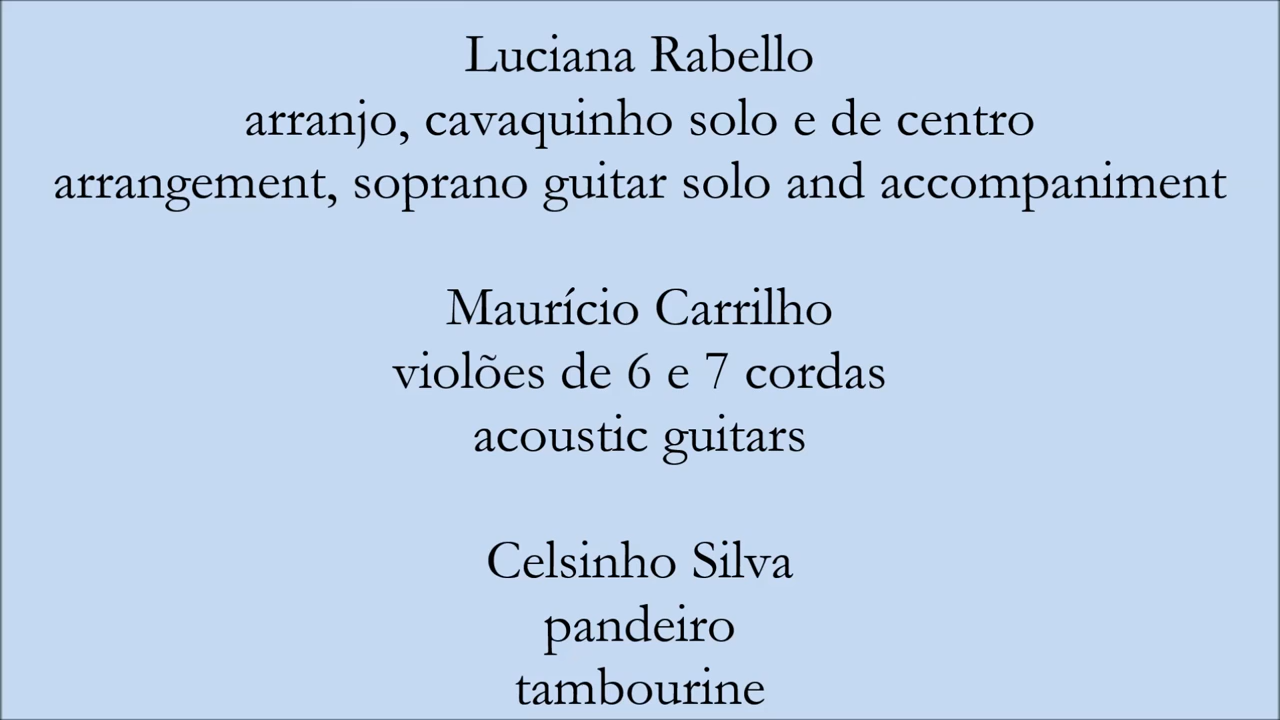 Luciana Rabello
arranjo, cavaquinho solo e de centro
arrangement, soprano guitar solo and accompaniment
Maurício Carrilho
violões de 6 e 7 cordas
acoustic guitars
Celsinho Silva
pandeiro
tambourine